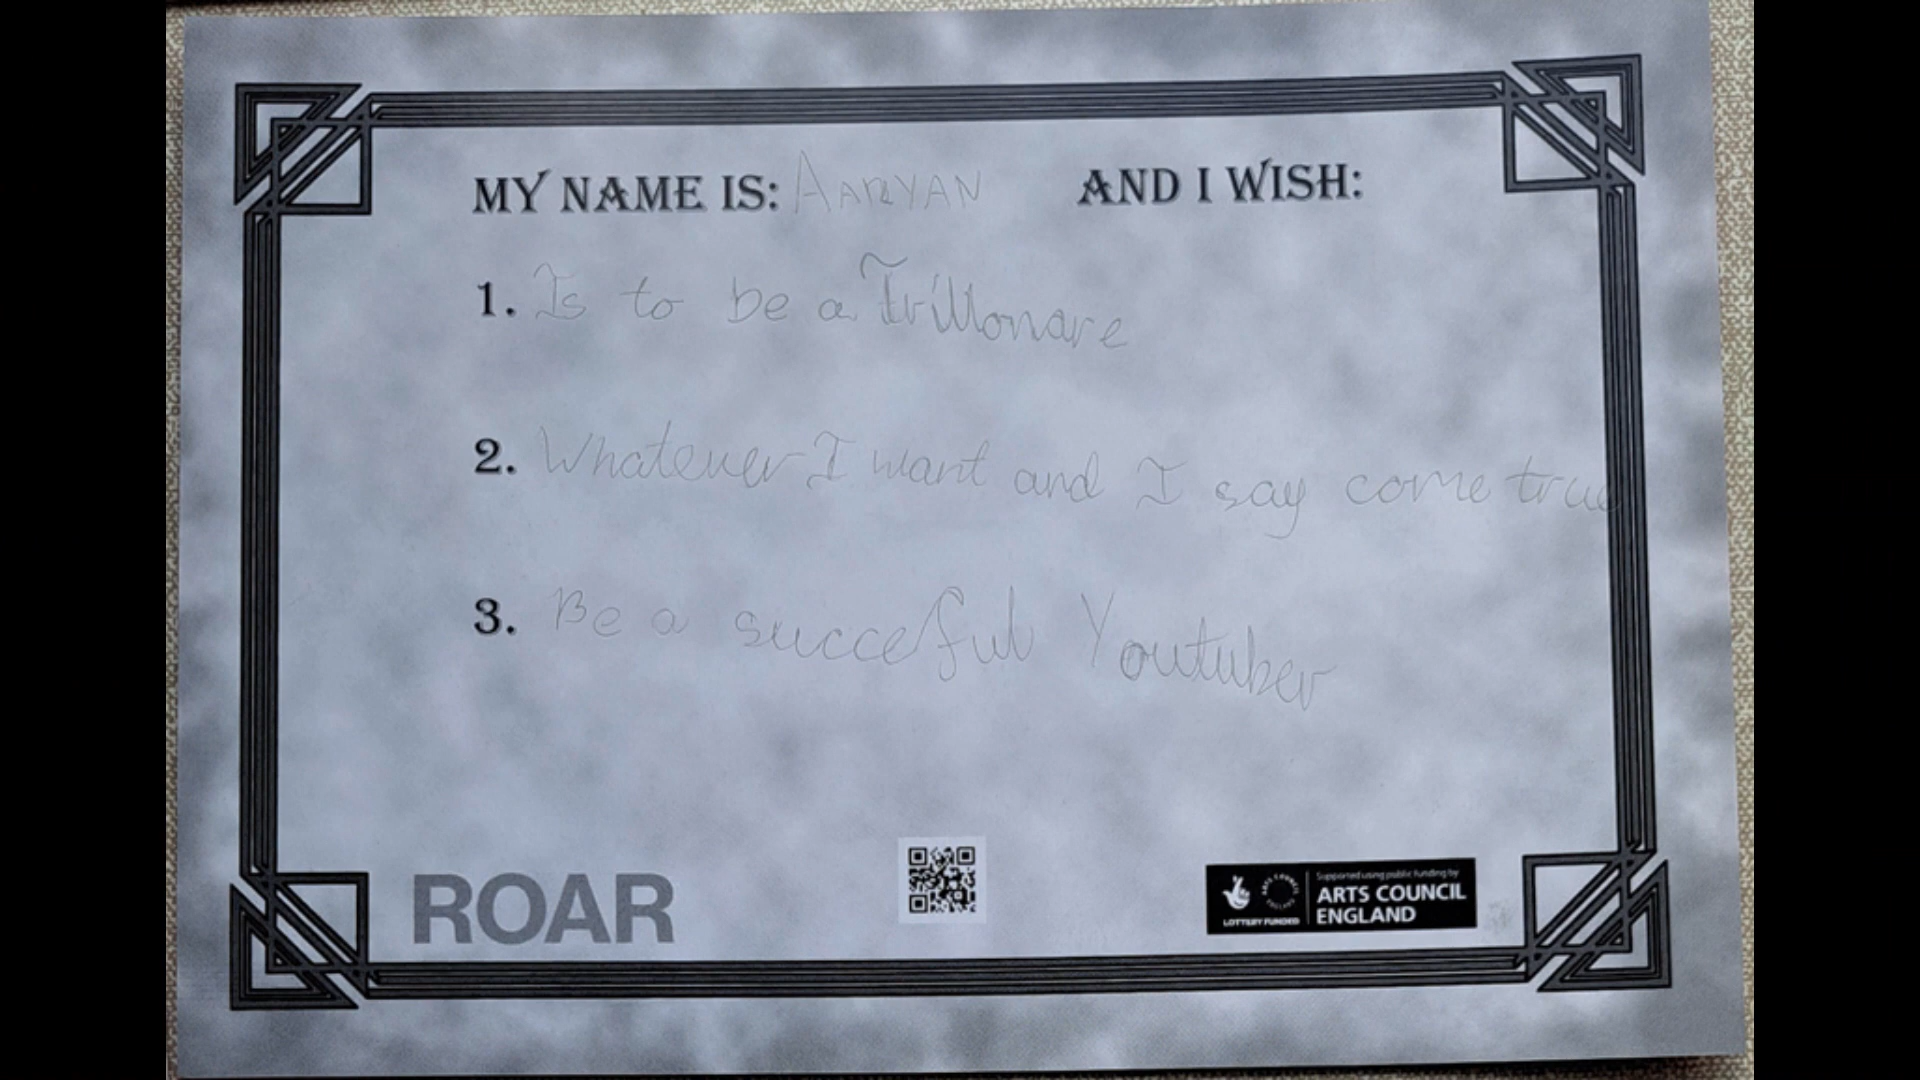 MY NAME IS: AARYAN AND I WISH:
1. Is to be a Trillonare
2. Whatever I want and I say come true
3. Be a succeful Youtuber
ROAR
LOTTERY FUNDED
Supported using public funding by
ARTS COUNCIL
ENGLAND